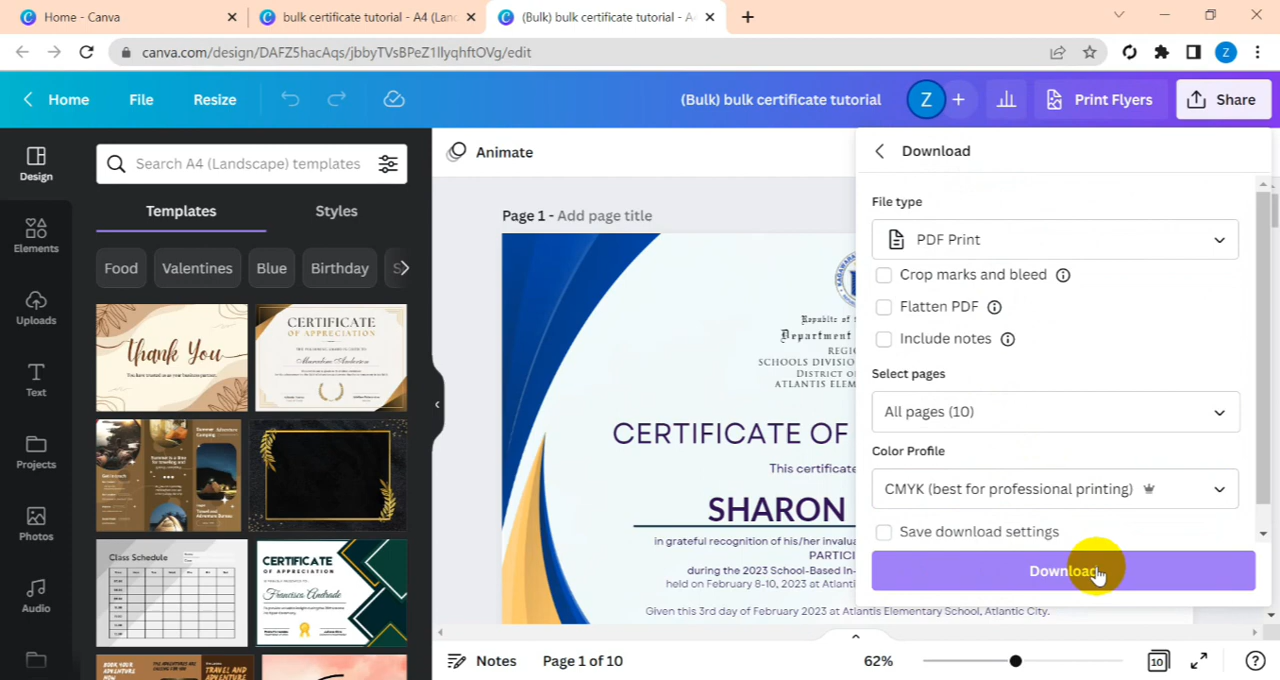 Home - Canva
bulk certificate tutorial - A4 (Lan
(Bulk) bulk certificate tutorial - A
canva.com/design/DAFZ5hacAqs/jbbyTVsBPeZ1llyqhftOVg/edit
Z
Home
File
Resize
(Bulk) bulk certificate tutorial
Z
Print Flyers
Share
Design
Elements
Uploads
Text
Projects
Photos
Audio
Search A4 (Landscape) templates
Templates
Styles
Food
Valentines
Blue
Birthday
S
thank You
CERTIFICATE
OF APPRECIATION
Class Schedule
CERTIFICATE
OF APPRECIATION
Francisco Andrade
BOOK YOUR
ADVENTURE
NOW
TRAVEL AND
ADVENTURE
Animate
Page 1 - Add page title
Republic of
Department
REGI
SCHOOLS DIVISIO
DISTRICT O
ATLANTIS ELEM
CERTIFICATE OF
This certificate
SHARON
in grateful recognition of his/her invalua
PARTICI
during the 2023 School-Based In-
held on February 8-10, 2023 at Atlanti
Given this 3rd day of February 2023 at Atlantis Elementary School, Atlantic City.
Download
File type
PDF Print
Crop marks and bleed
Flatten PDF
Include notes
Select pages
All pages (10)
Color Profile
CMYK (best for professional printing)
Save download settings
Download
Notes
Page 1 of 10
62%
10